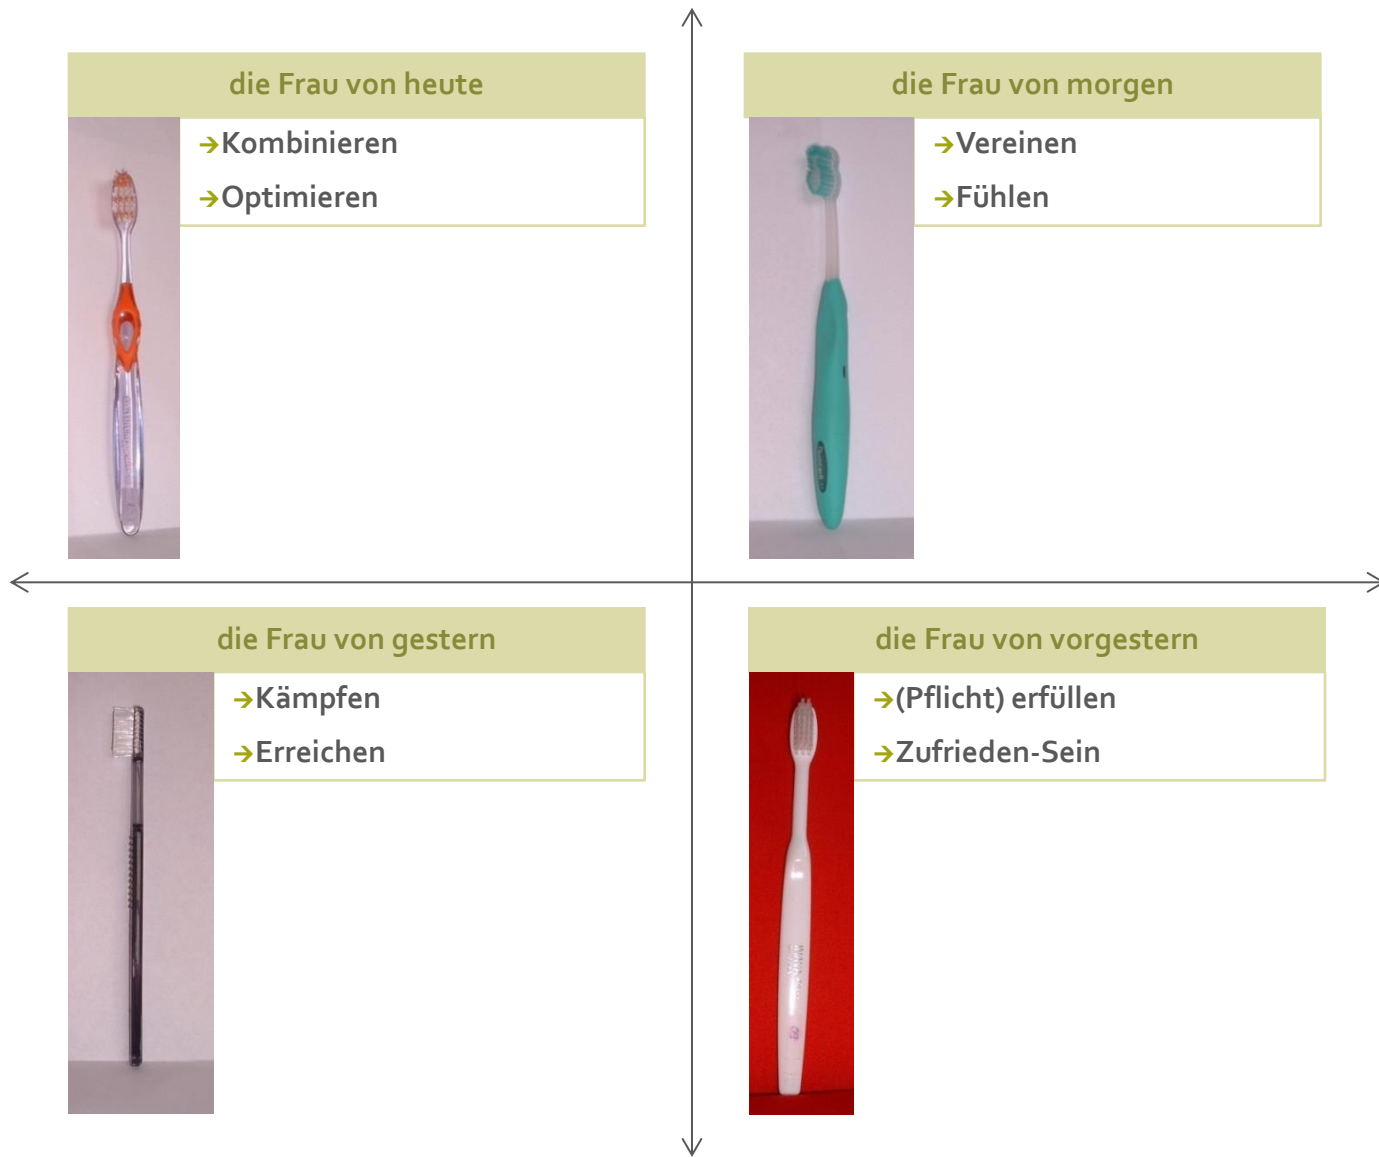 die Frau von heute
→Kombinieren
→Optimieren
die Frau von morgen
→Vereinen
→Fühlen
die Frau von gestern
→Kämpfen
→Erreichen
die Frau von vorgestern
→(Pflicht) erfüllen
→Zufrieden-Sein